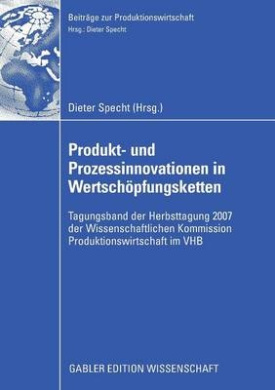 Beiträge zur Produktionswirtschaft
Hrsg.: Dieter Specht
Dieter Specht (Hrsg.)
Produkt- und
Prozessinnovationen in
Wertschöpfungsketten
Tagungsband der Herbsttagung 2007
der Wissenschaftlichen Kommission
Produktionswirtschaft im VHB
GABLER EDITION WISSENSCHAFT